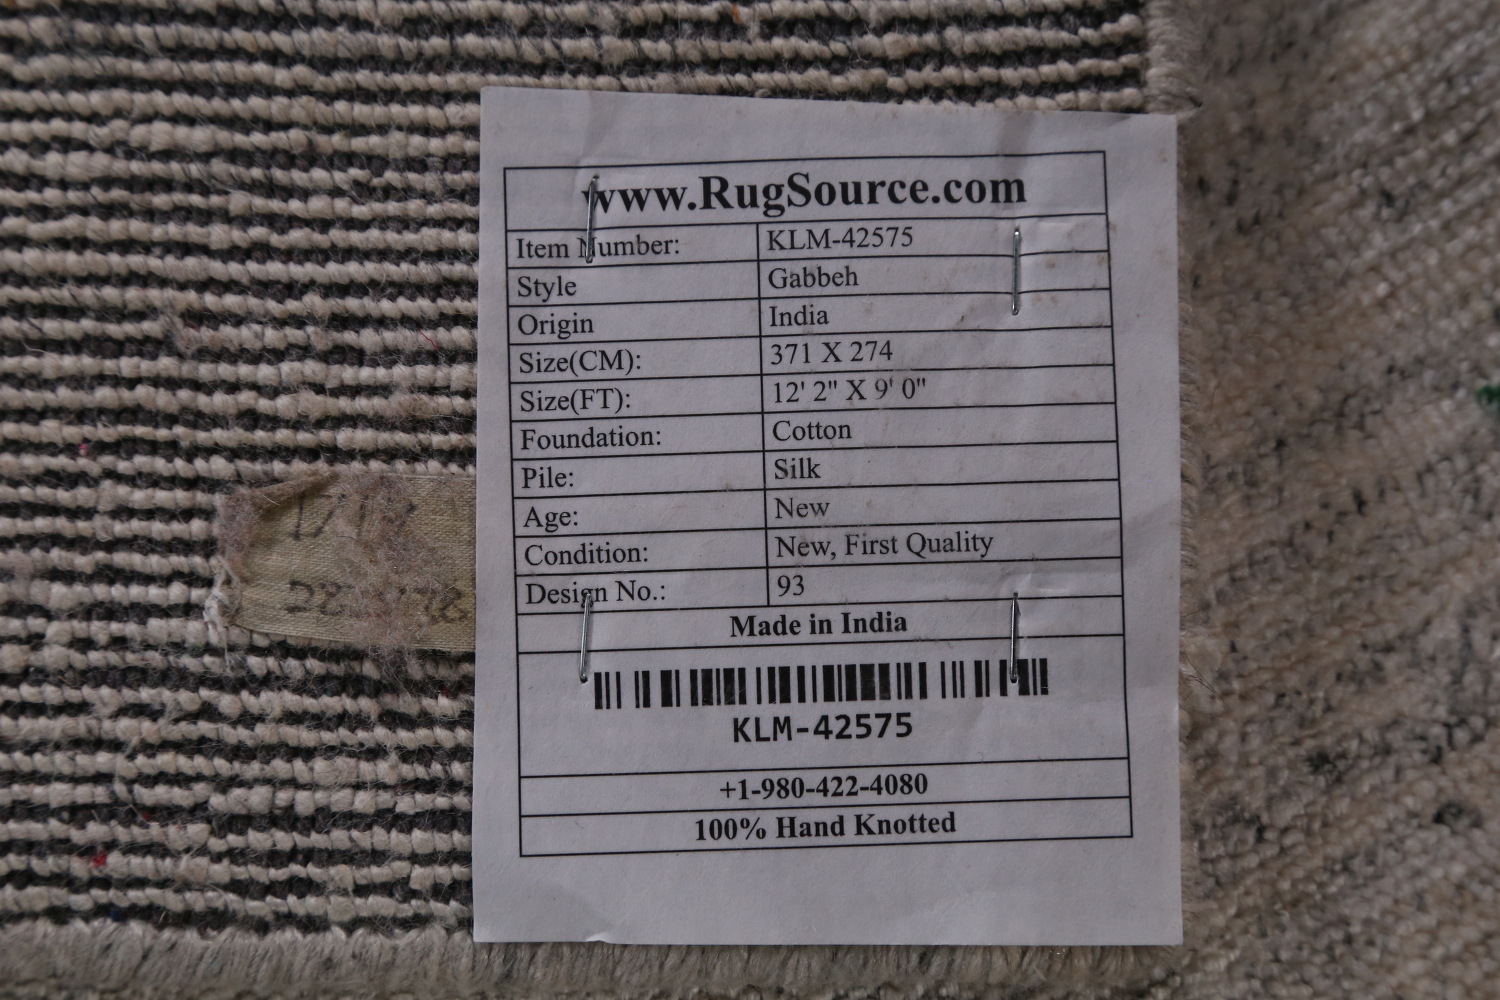 www.RugSource.com
Item Number: KLM-42575
Style Gabbeh
Origin India
Size(CM): 371 X 274
Size(FT): 12' 2" X 9' 0"
Foundation: Cotton
Pile: Silk
Age: New
Condition: New, First Quality
Design No.: 93
Made in India
KLM-42575
+1-980-422-4080
100% Hand Knotted